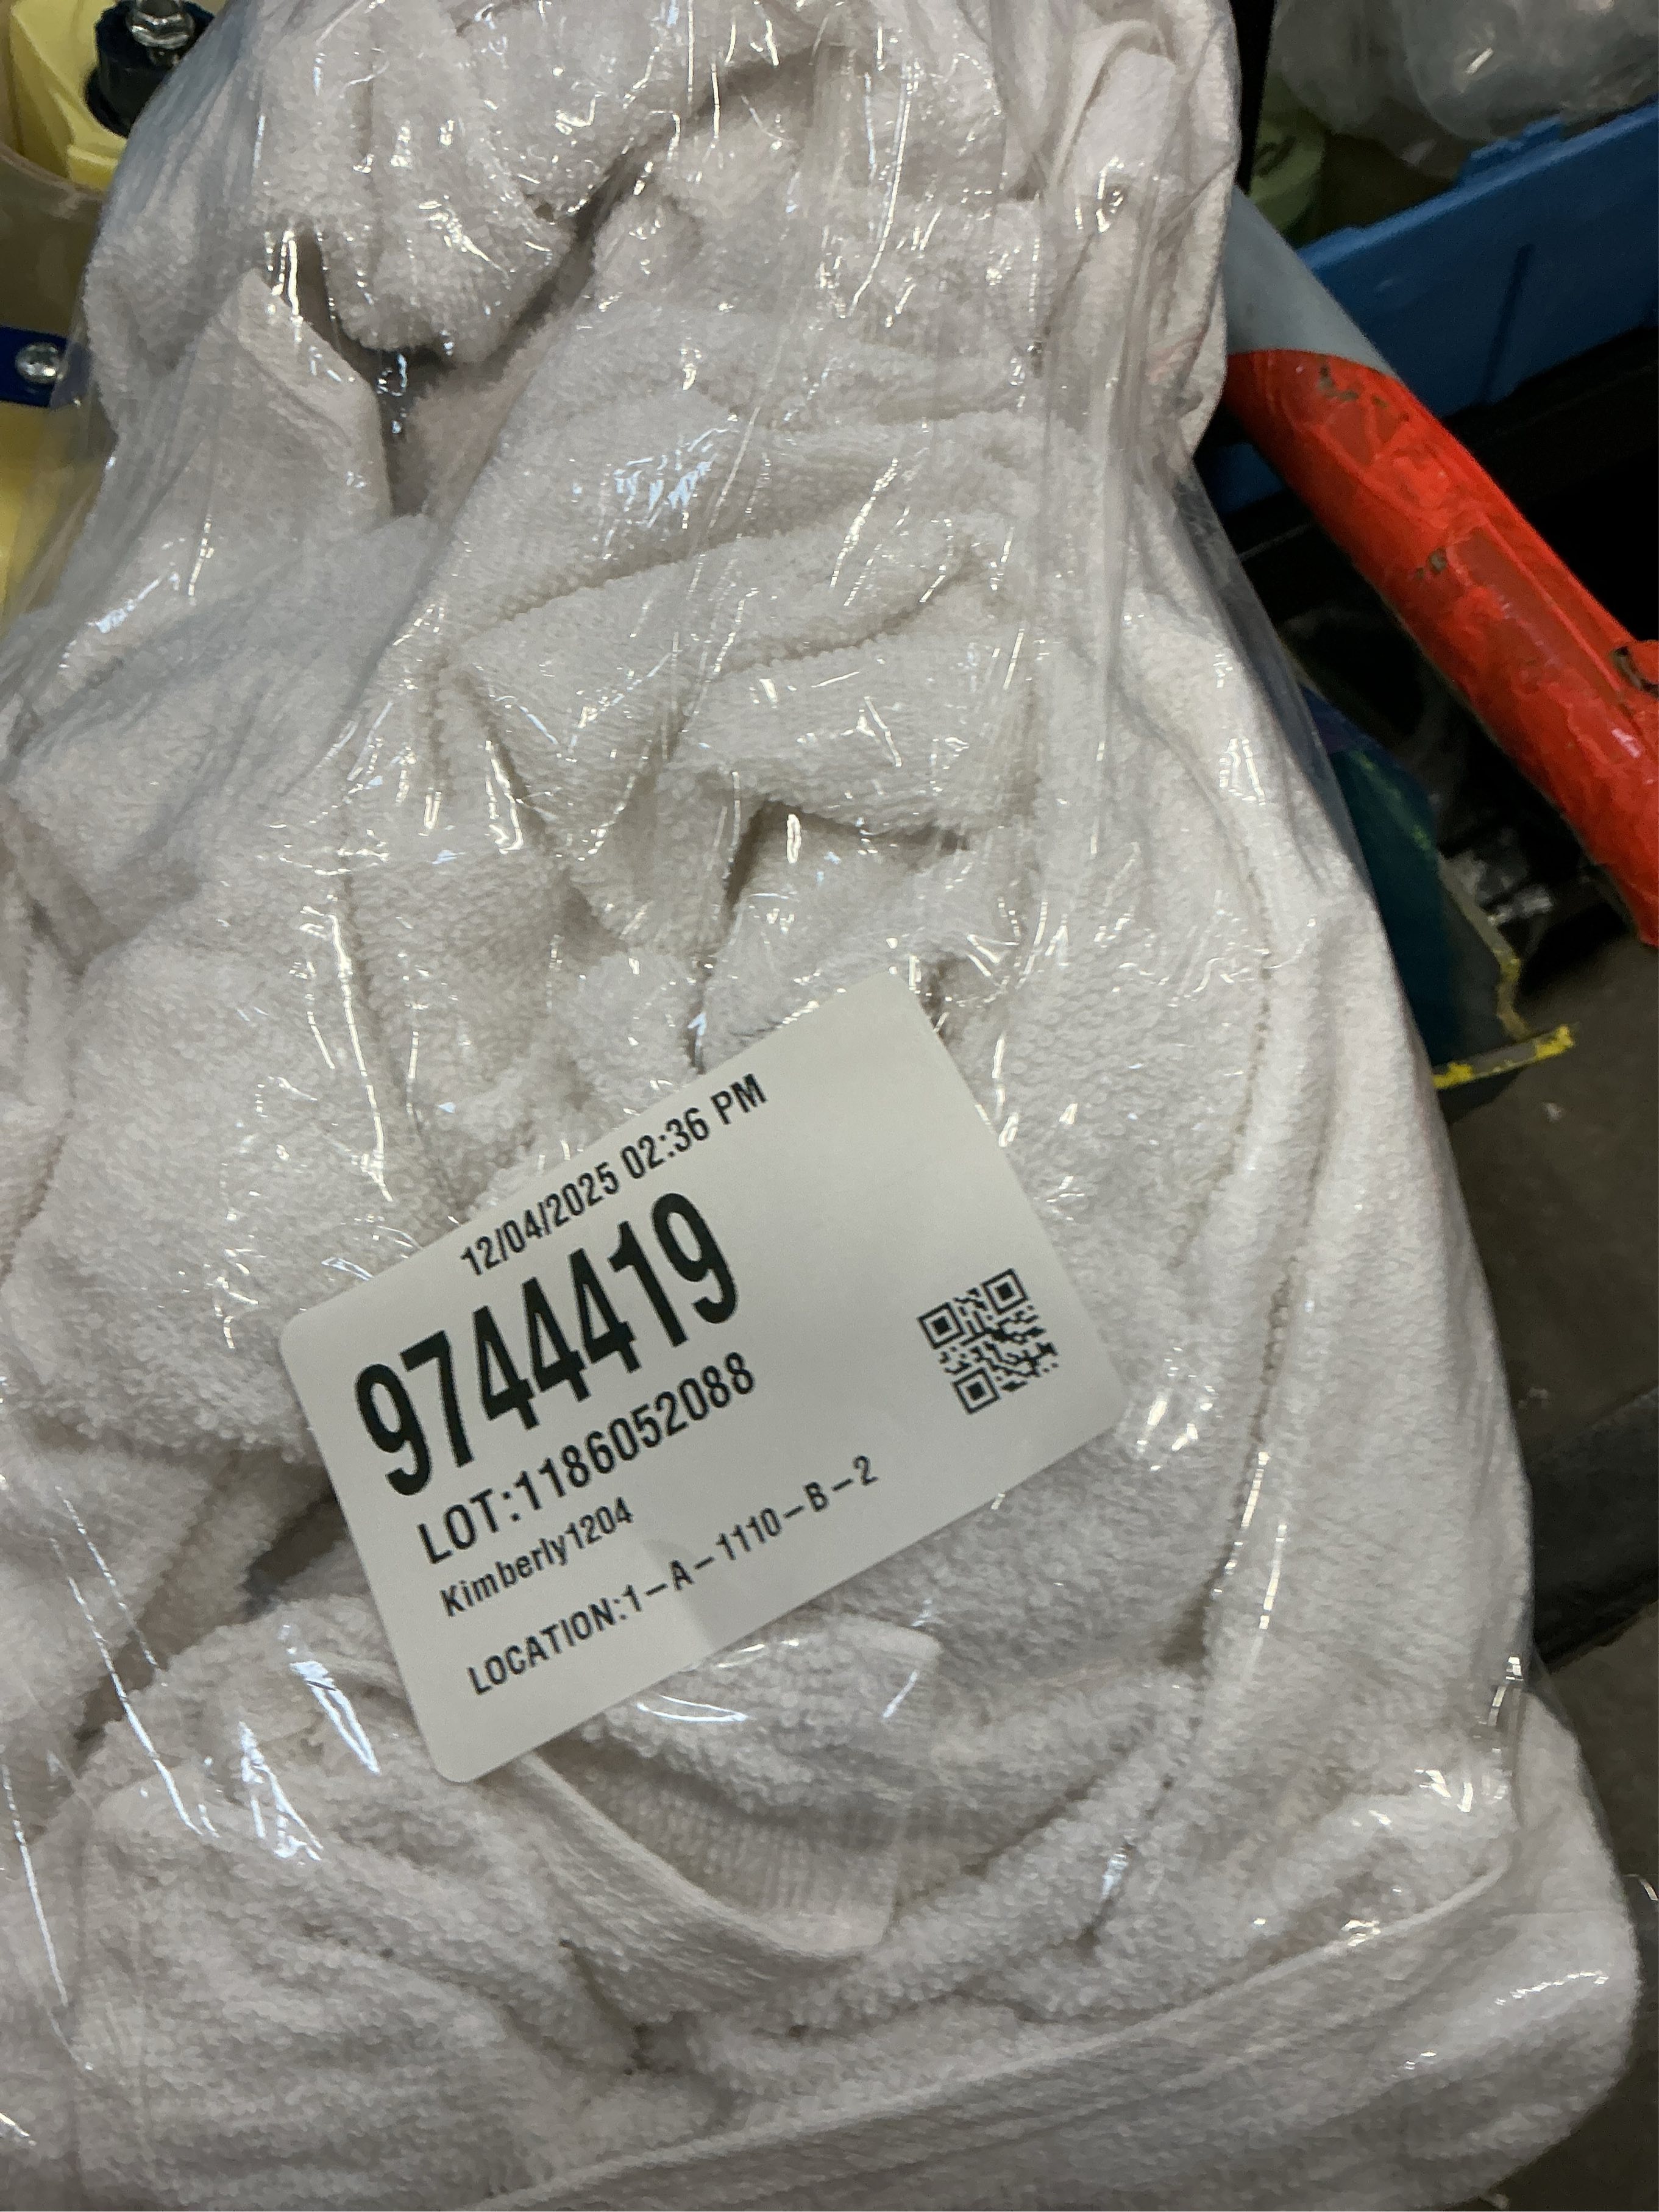 12/04/2025 02:36 PM
9744419
LOT:1186052088
Kimberly1204
LOCATION:1-A-1110-B-2